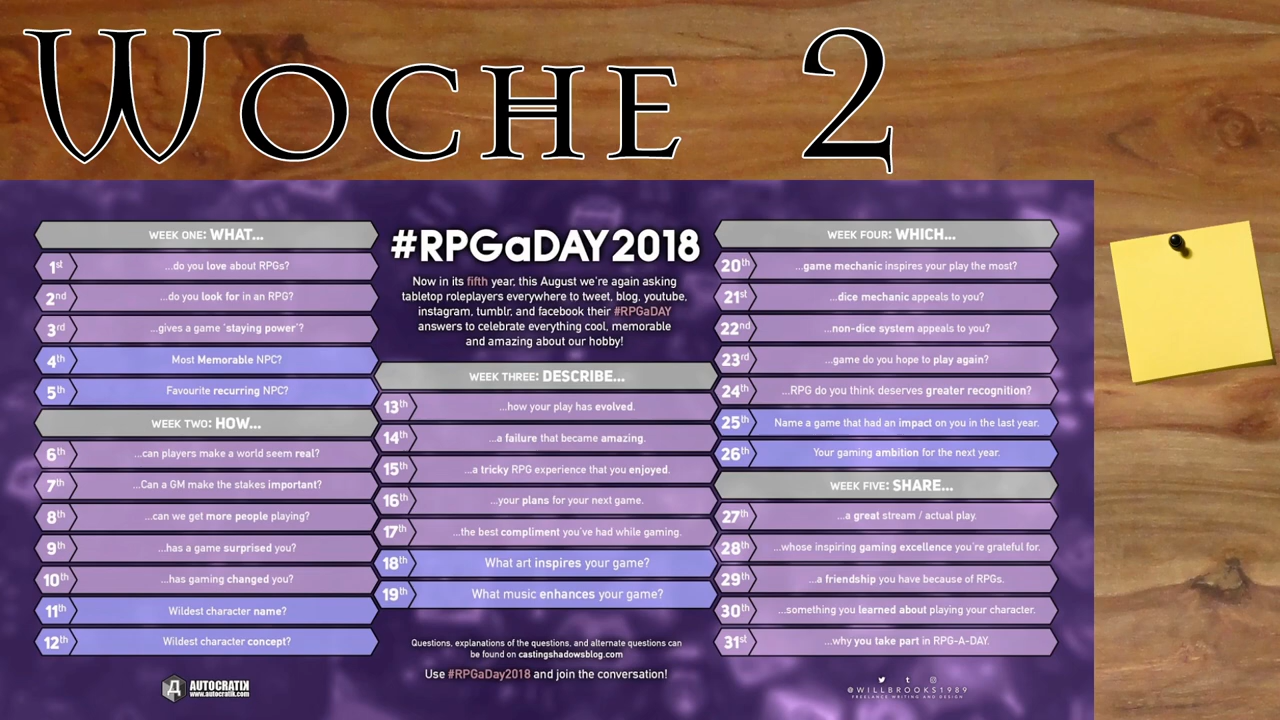 Woche 2
WEEK ONE: WHAT...
1st ...do you love about RPGs?
2nd ...do you look for in an RPG?
3rd ...gives a game 'staying power'?
4th Most Memorable NPC?
5th Favourite recurring NPC?
WEEK TWO: HOW...
6th ...can players make a world seem real?
7th ...Can a GM make the stakes important?
8th ...can we get more people playing?
9th ...has a game surprised you?
10th ...has gaming changed you?
11th Wildest character name?
12th Wildest character concept?
AUTOCRATIK
www.autocratik.com
#RPGaDAY2018
Now in its fifth year, this August we're again asking
tabletop roleplayers everywhere to tweet, blog, youtube,
instagram, tumblr, and facebook their #RPGaDAY
answers to celebrate everything cool, memorable
and amazing about our hobby!
WEEK THREE: DESCRIBE...
13th ...how your play has evolved.
14th ...a failure that became amazing.
15th ...a tricky RPG experience that you enjoyed.
16th ...your plans for your next game.
17th ...the best compliment you've had while gaming.
18th What art inspires your game?
19th What music enhances your game?
Questions, explanations of the questions, and alternate questions can
be found on castingshadowsblog.com
Use #RPGaDay2018 and join the conversation!
WEEK FOUR: WHICH...
20th ...game mechanic inspires your play the most?
21st ...dice mechanic appeals to you?
22nd ...non-dice system appeals to you?
23rd ...game do you hope to play again?
24th ...RPG do you think deserves greater recognition?
25th Name a game that had an impact on you in the last year.
26th Your gaming ambition for the next year.
WEEK FIVE: SHARE...
27th ...a great stream / actual play.
28th ...whose inspiring gaming excellence you're grateful for.
29th ...a friendship you have because of RPGs.
30th ...something you learned about playing your character.
31st ...why you take part in RPG-A-DAY.
@WILLBROOKS1989
FREELANCE WRITING AND DESIGN